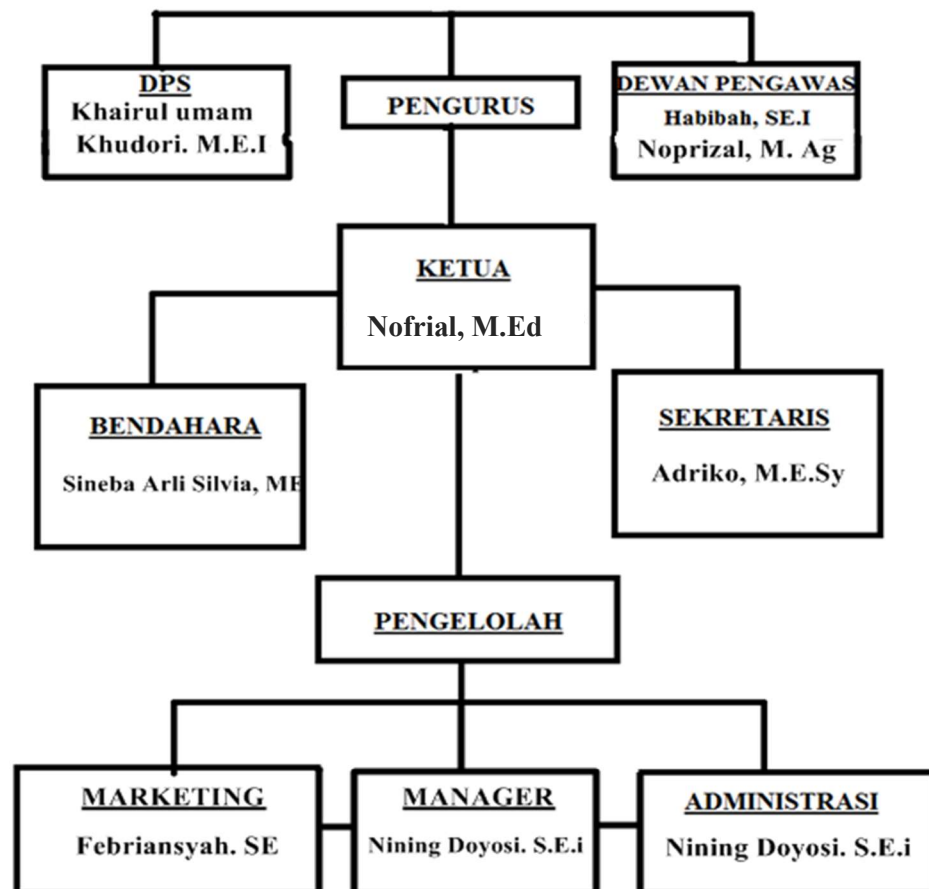 DPS
Khairul umam
Khudori. M.E.I
PENGURUS
DEWAN PENGAWAS
Habibah, SE.I
Noprizal, M. Ag
KETUA
Nofrial, M.Ed
BENDAHARA
Sineba Arli Silvia, ME
SEKRETARIS
Adriko, M.E.Sy
PENGELOLAH
MARKETING
Febriansyah. SE
MANAGER
Nining Doyosi. S.E.i
ADMINISTRASI
Nining Doyosi. S.E.i